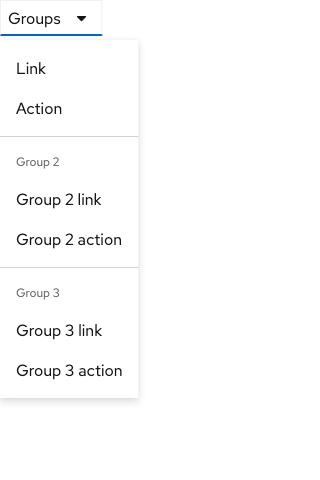 Groups
Link
Action
Group 2
Group 2 link
Group 2 action
Group 3
Group 3 link
Group 3 action